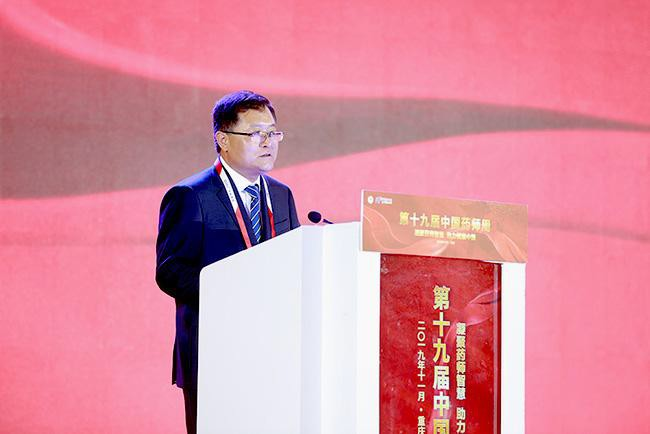 第十九届中国药师周
凝聚药师智慧 助力健康中国
凝聚药师智慧 助力
第十九届中国
二〇一九年十一月·重庆